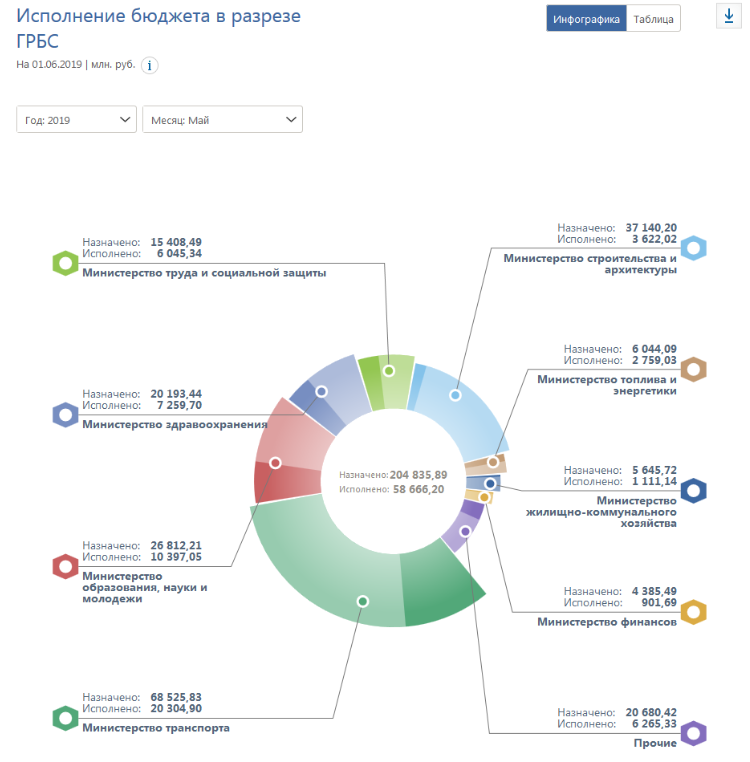 Исполнение бюджета в разрезе
ГРБС
На 01.06.2019 | млн. руб. i
Инфографика Таблица
Год: 2019 Месяц: Май
Назначено: 15 408,49
Исполнено: 6 045,34
Министерство труда и социальной защиты
Назначено: 37 140,20
Исполнено: 3 622,02
Министерство строительства и
архитектуры
Назначено: 6 044,09
Исполнено: 2 759,03
Министерство топлива и
энергетики
Назначено: 20 193,44
Исполнено: 7 259,70
Министерство здравоохранения
Назначено: 204 835,89
Исполнено: 58 666,20
Назначено: 5 645,72
Исполнено: 1 111,14
Министерство
жилищно-коммунального
хозяйства
Назначено: 26 812,21
Исполнено: 10 397,05
Министерство
образования, науки и
молодежи
Назначено: 4 385,49
Исполнено: 901,69
Министерство финансов
Назначено: 68 525,83
Исполнено: 20 304,90
Министерство транспорта
Назначено: 20 680,42
Исполнено: 6 265,33
Прочие